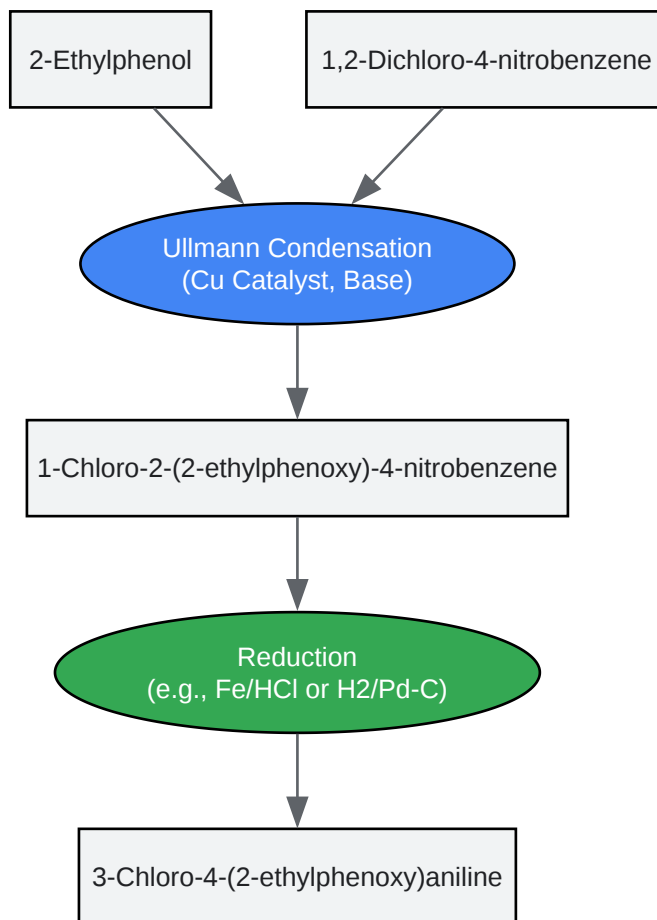 2-Ethylphenol
1,2-Dichloro-4-nitrobenzene
Ullmann Condensation
(Cu Catalyst, Base)
1-Chloro-2-(2-ethylphenoxy)-4-nitrobenzene
Reduction
(e.g., Fe/HCl or H2/Pd-C)
3-Chloro-4-(2-ethylphenoxy)aniline